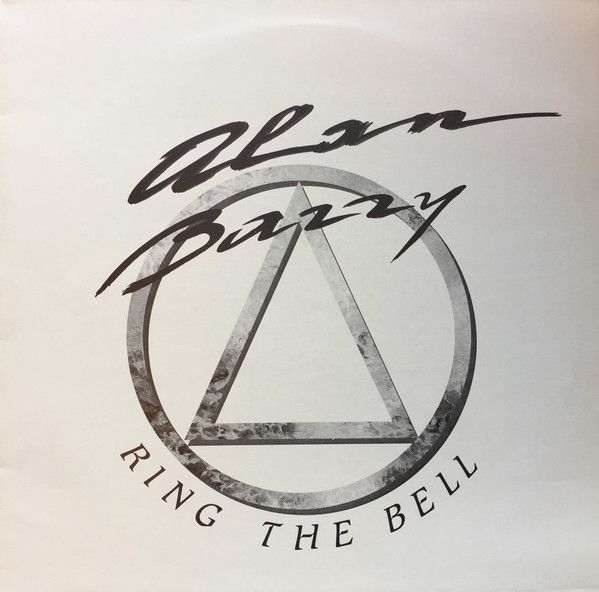 Alan
Barry
RING THE BELL